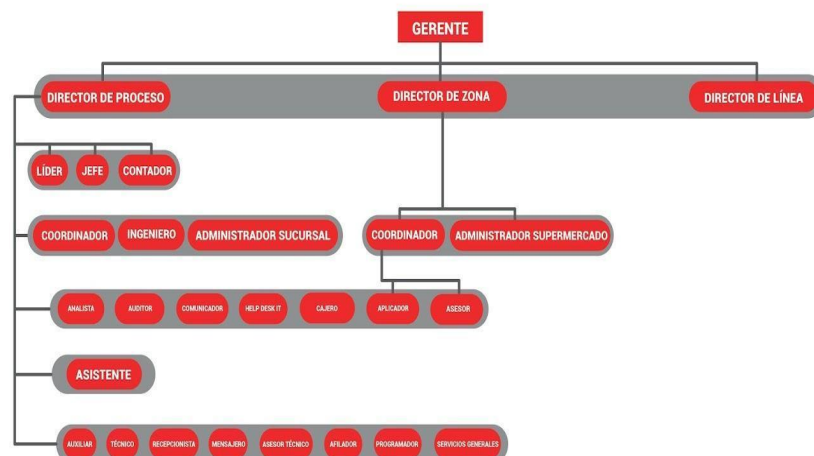 GERENTE
DIRECTOR DE PROCESO
DIRECTOR DE ZONA
DIRECTOR DE LÍNEA
LÍDER
JEFE
CONTADOR
COORDINADOR
INGENIERO
ADMINISTRADOR SUCURSAL
COORDINADOR
ADMINISTRADOR SUPERMERCADO
ANALISTA
AUDITOR
COMUNICADOR
HELP DESK IT
CAJERO
APLICADOR
ASESOR
ASISTENTE
AUXILIAR
TÉCNICO
RECEPCIONISTA
MENSAJERO
ASESOR TÉCNICO
AFILADOR
PROGRAMADOR
SERVICIOS GENERALES